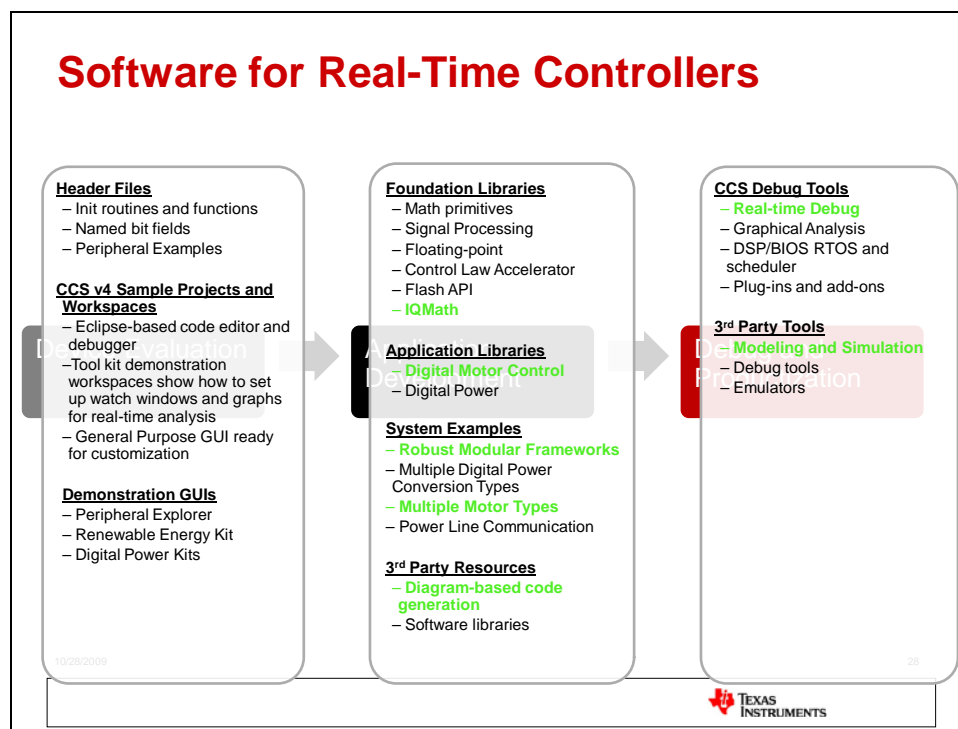 Software for Real-Time Controllers
Header Files
– Init routines and functions
– Named bit fields
– Peripheral Examples
CCS v4 Sample Projects and
Workspaces
– Eclipse-based code editor and
debugger
–Tool kit demonstration
workspaces show how to set
up watch windows and graphs
for real-time analysis
– General Purpose GUI ready
for customization
Demonstration GUIs
– Peripheral Explorer
– Renewable Energy Kit
– Digital Power Kits
Foundation Libraries
– Math primitives
– Signal Processing
– Floating-point
– Control Law Accelerator
– Flash API
– IQMath
Application Libraries
– Digital Motor Control
– Digital Power
System Examples
– Robust Modular Frameworks
– Multiple Digital Power
Conversion Types
– Multiple Motor Types
– Power Line Communication
3rd Party Resources
– Diagram-based code
generation
– Software libraries
Development
CCS Debug Tools
– Real-time Debug
– Graphical Analysis
– DSP/BIOS RTOS and
scheduler
– Plug-ins and add-ons
3rd Party Tools
– Modeling and Simulation
– Debug tools
– Emulators
10/28/2009
28
TEXAS
INSTRUMENTS